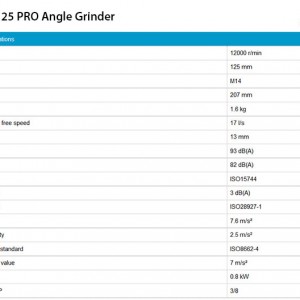 25 PRO Angle Grinder
ations
12000 r/min
125 mm
M14
207 mm
1.6 kg
free speed 17 l/s
13 mm
93 dB(A)
82 dB(A)
ISO15744
3 dB(A)
ISO28927-1
7.6 m/s²
ty 2.5 m/s²
standard ISO8662-4
value 7 m/s²
0.8 kW
3/8